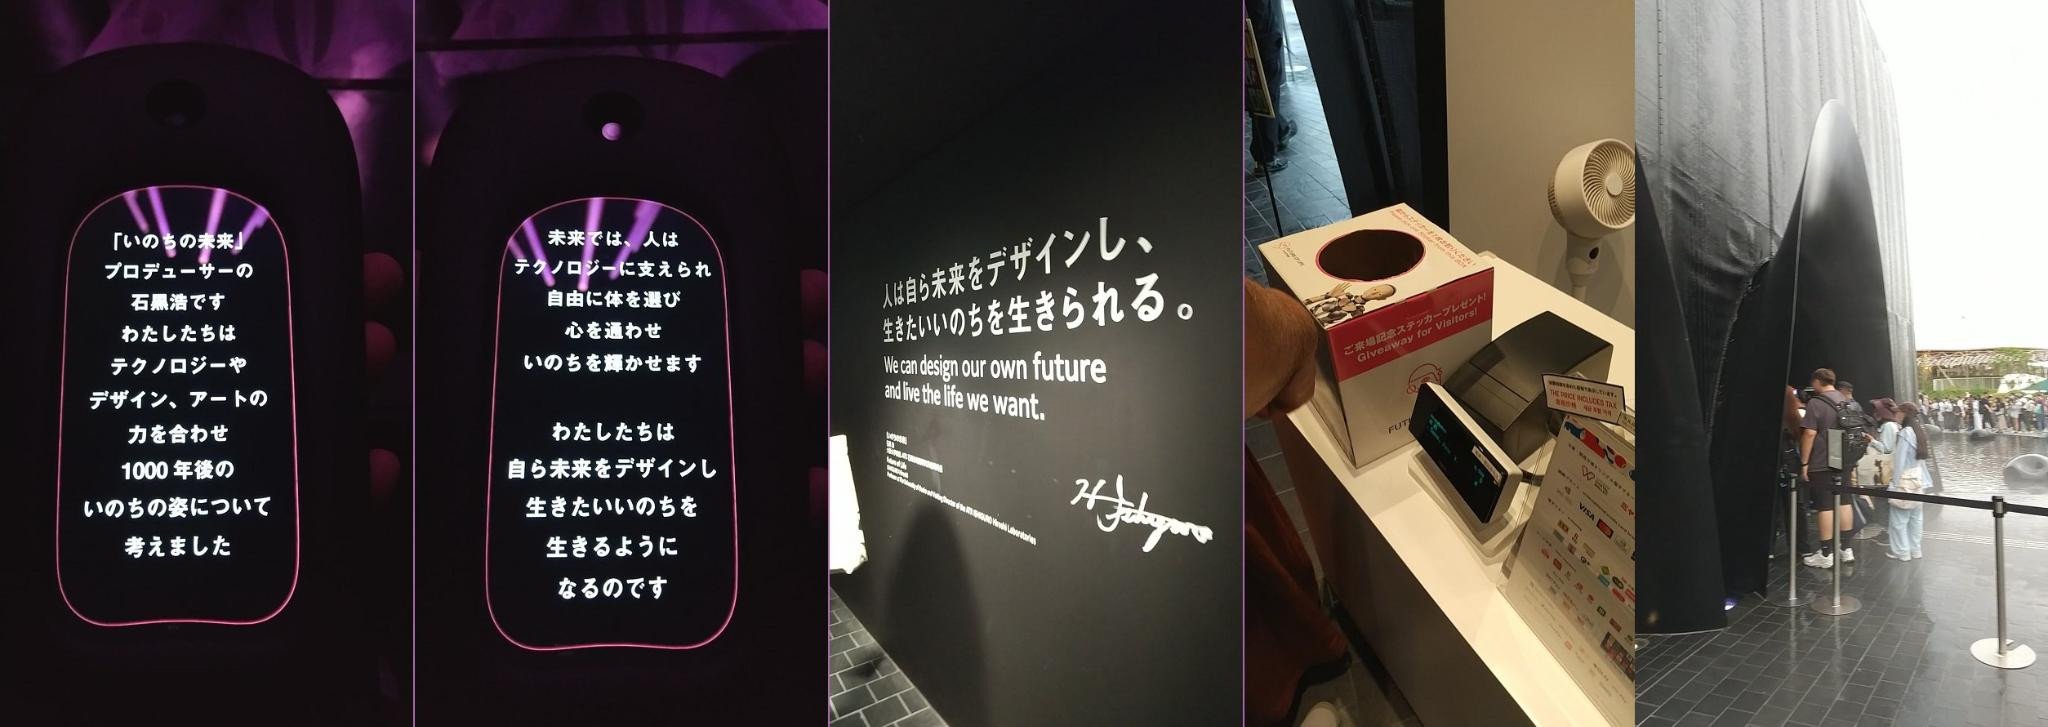 「いのちの未来」
プロデューサーの
石黒浩です
わたしたちは
テクノロジーや
デザイン、アートの
力を合わせ
1000 年後の
いのちの姿について
考えました
未来では、人は
テクノロジーに支えられ
自由に体を選び
心を通わせ
いのちを輝かせます
わたしたちは
自ら未来をデザインし
生きたいいのちを
生きるように
なるのです
人は自ら未来をデザインし、
生きたいいのちを生きられる。
We can design our own future
and live the life we want.
Future of Life
ご来場記念ステッカープレゼント!
Giveaway for Visitors!
THE PRICE INCLUDES TAX
VISA